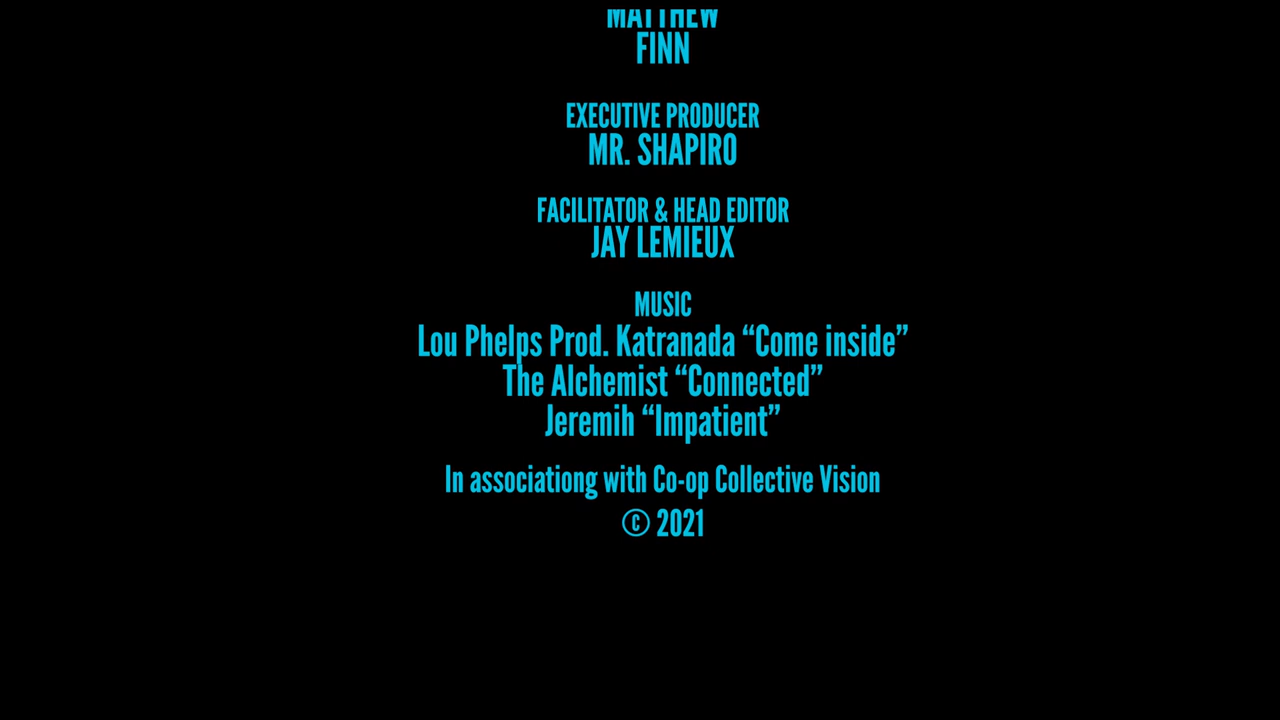 MATTHEW
FINN
EXECUTIVE PRODUCER
MR. SHAPIRO
FACILITATOR & HEAD EDITOR
JAY LEMIEUX
MUSIC
Lou Phelps Prod. Katranada “Come inside”
The Alchemist “Connected”
Jeremih “Impatient”
In associationg with Co-op Collective Vision
© 2021